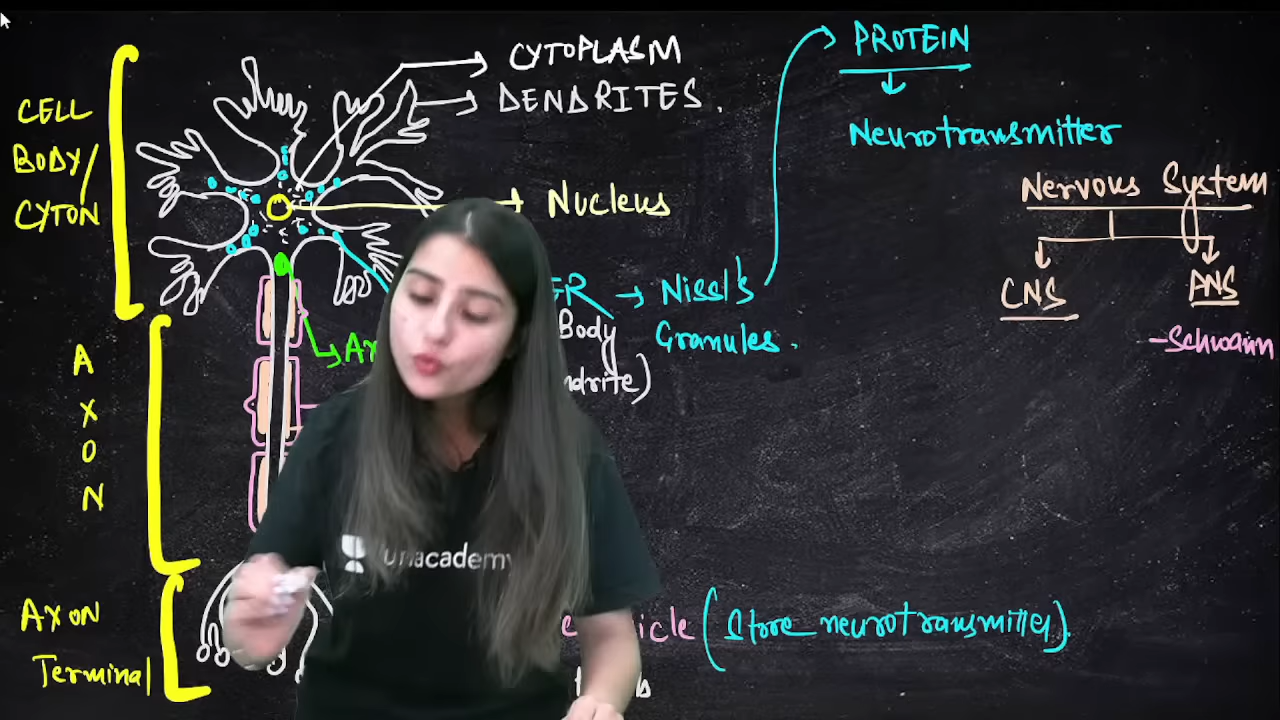 CYTOPLASM
DENDRITES.
CELL
BODY/
CYTON
Nucleus
PROTEIN
Neurotransmitter
Nervous System
CNS
ANS
-Schwann
Nissl's
Granules.
Body
A
X
O
N
unacademy
AXON
Terminal
(Store neurotransmitter).